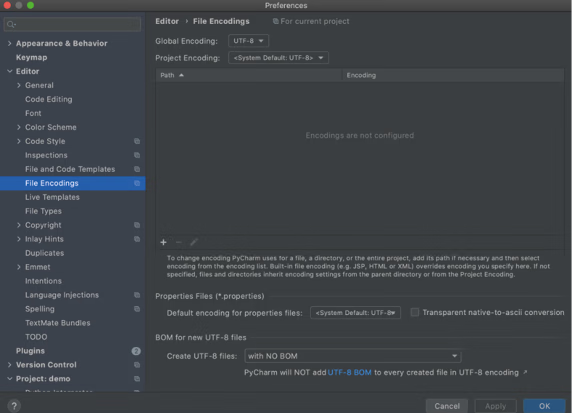 Preferences
Editor › File Encodings For current project
Appearance & Behavior
Keymap
Editor
General
Code Editing
Font
Color Scheme
Code Style
Inspections
File and Code Templates
File Encodings
Live Templates
File Types
Copyright
Inlay Hints
Duplicates
Emmet
Intentions
Language Injections
Spelling
TextMate Bundles
TODO
Plugins 2
Version Control
Project: demo
Python Interpreter
Global Encoding: UTF-8
Project Encoding: <System Default: UTF-8>
Path Encoding
Encodings are not configured
To change encoding PyCharm uses for a file, a directory, or the entire project, add its path if necessary and then select
encoding from the encoding list. Built-in file encoding (e.g. JSP, HTML or XML) overrides encoding you specify here. If not
specified, files and directories inherit encoding settings from the parent directory or from the Project Encoding.
Properties Files (*.properties)
Default encoding for properties files: <System Default: UTF-8> Transparent native-to-ascii conversion
BOM for new UTF-8 files
Create UTF-8 files: with NO BOM
PyCharm will NOT add UTF-8 BOM to every created file in UTF-8 encoding ↗
? Cancel Apply OK